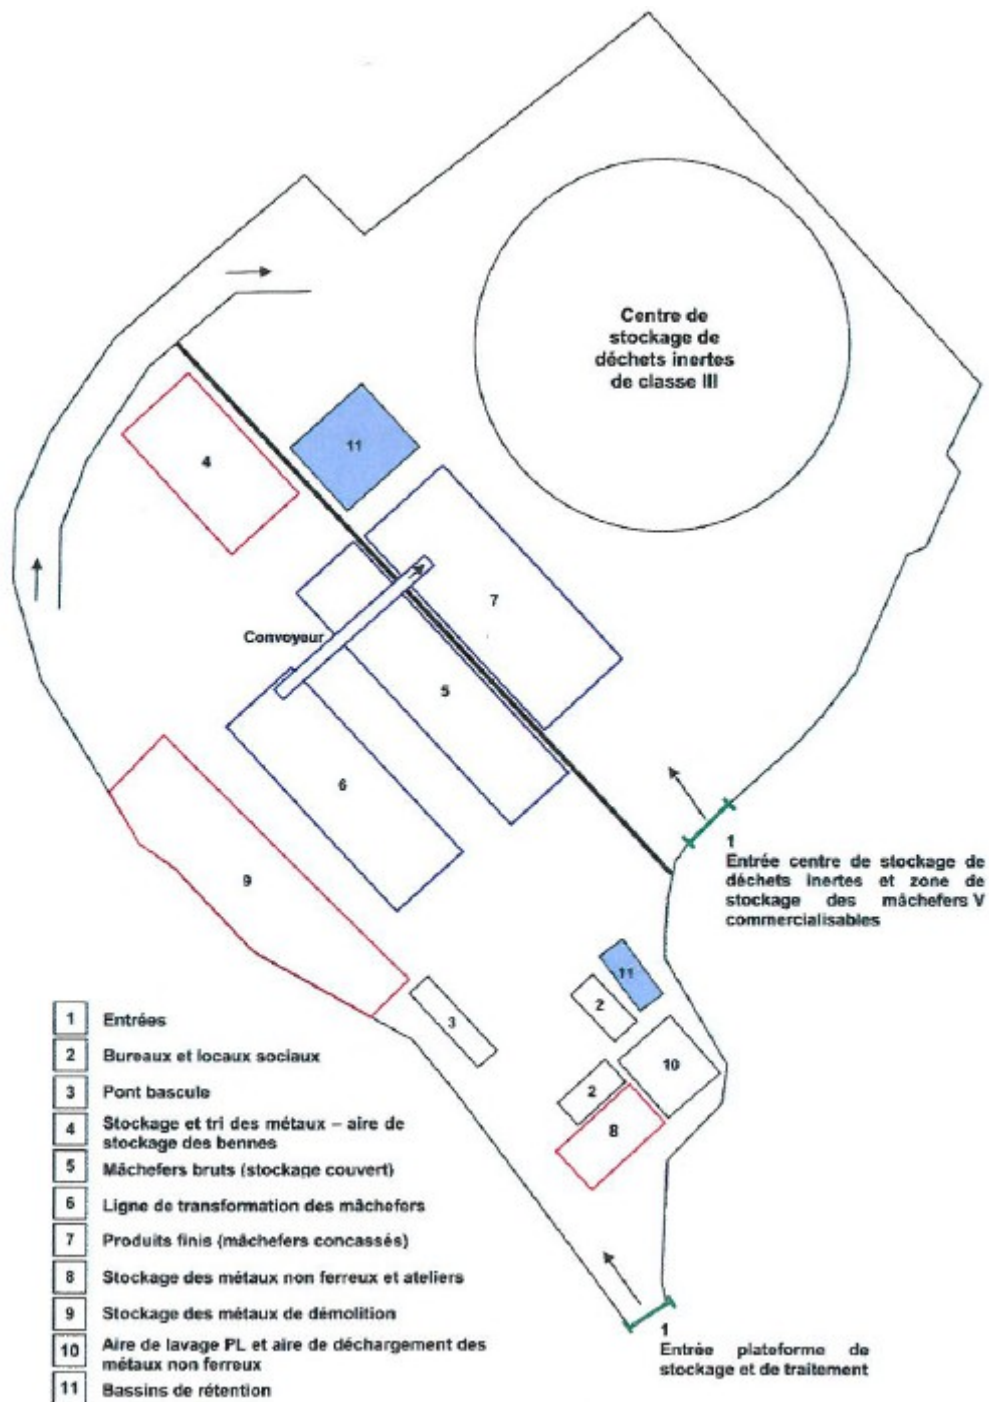 Centre de
stockage de
déchets inertes
de classe III
11
4
7
Convoyeur
5
6
1
Entrée centre de stockage de
déchets inertes et zone de
stockage des mâchefers V
commercialisables
9
11
2
3
10
2
8
1 Entrées
2 Bureaux et locaux sociaux
3 Pont bascule
4 Stockage et tri des métaux – aire de
stockage des bennes
5 Mâchefers bruts (stockage couvert)
6 Ligne de transformation des mâchefers
7 Produits finis (mâchefers concassés)
8 Stockage des métaux non ferreux et ateliers
9 Stockage des métaux de démolition
10 Aire de lavage PL et aire de déchargement des
métaux non ferreux
11 Bassins de rétention
1
Entrée plateforme de
stockage et de traitement